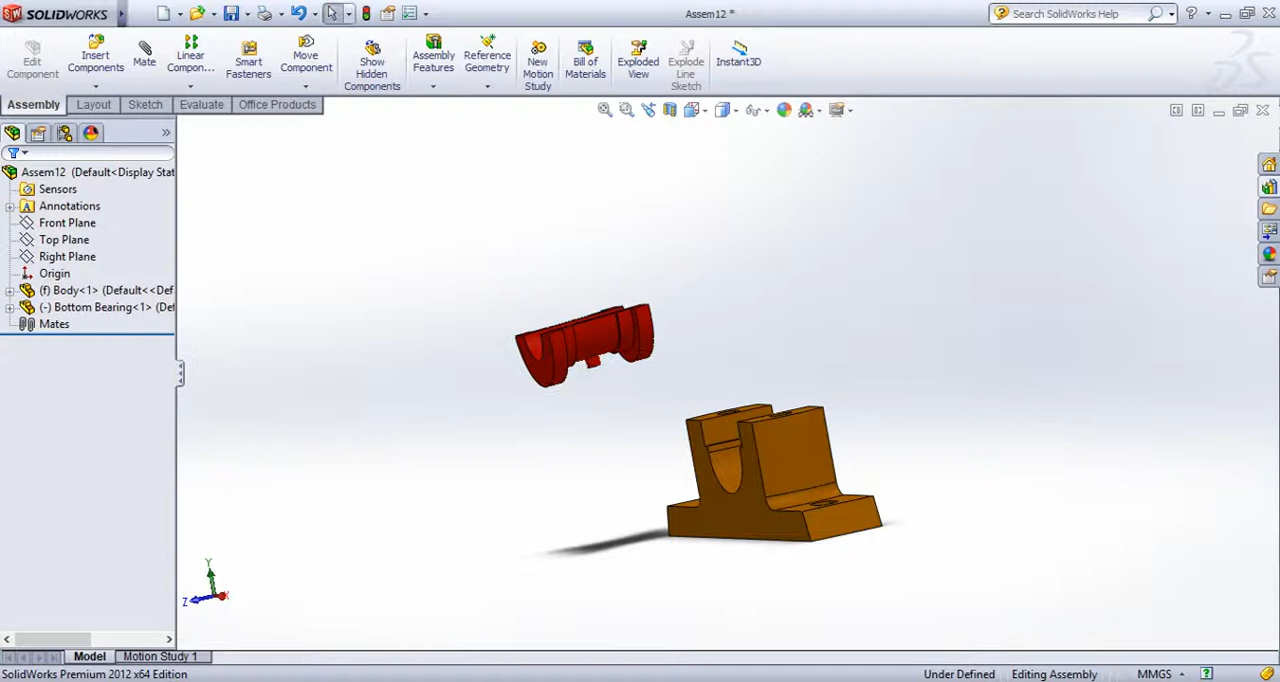 SOLIDWORKS
Assem12 *
Search SolidWorks Help
Edit
Component
Insert
Components
Mate
Linear
Compon...
Smart
Fasteners
Move
Component
Show
Hidden
Components
Assembly
Features
Reference
Geometry
New
Motion
Study
Bill of
Materials
Exploded
View
Explode
Line
Sketch
Instant3D
Assembly
Layout
Sketch
Evaluate
Office Products
Assem12 (Default<Display Stat
Sensors
Annotations
Front Plane
Top Plane
Right Plane
Origin
(f) Body<1> (Default<<Def
(-) Bottom Bearing<1> (Def
Mates
Y
Z
X
Model
Motion Study 1
SolidWorks Premium 2012 x64 Edition
Under Defined
Editing Assembly
MMGS